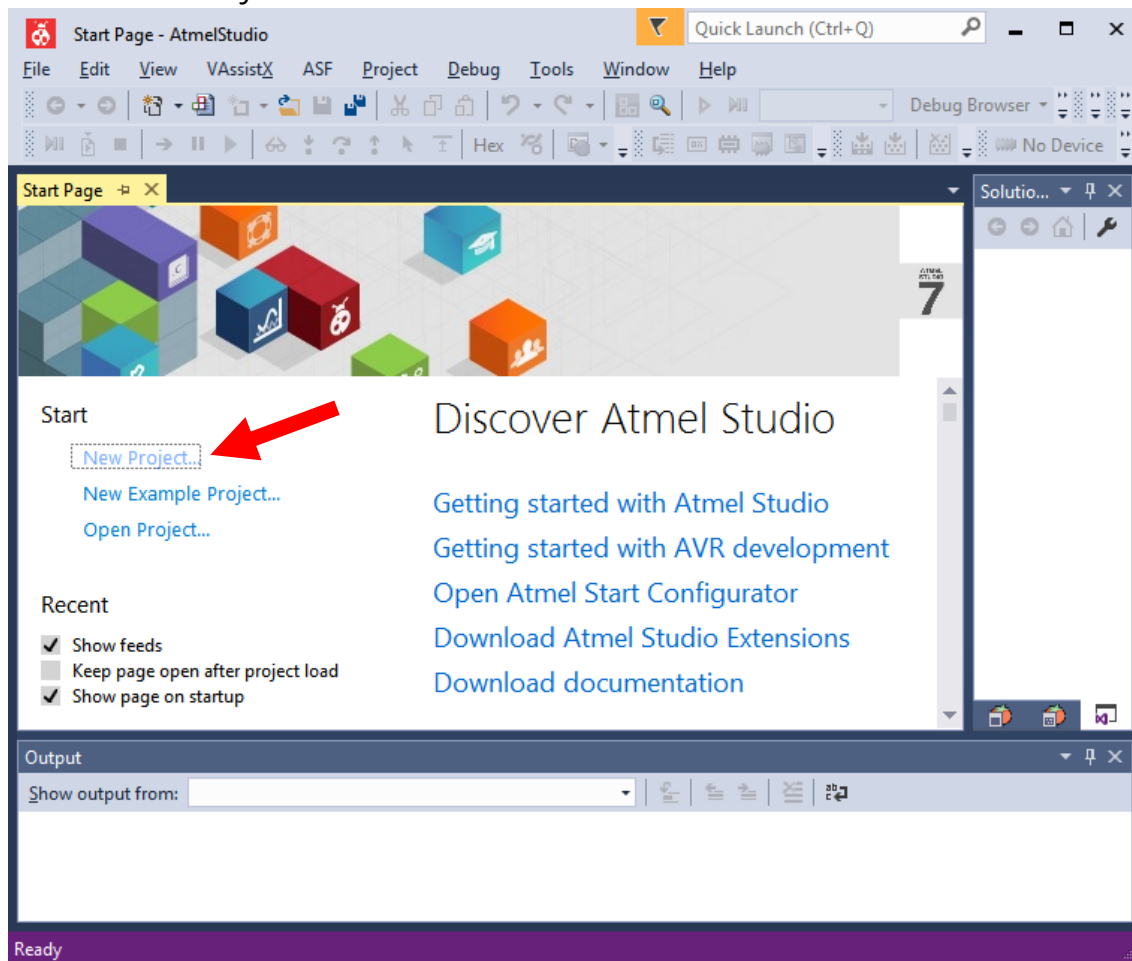 Start Page - AtmelStudio
Quick Launch (Ctrl+Q)
File Edit View VAssistX ASF Project Debug Tools Window Help
Debug Browser
Hex
No Device
Start Page
Solutio...
ATMEL STUDIO
7
Start
New Project...
New Example Project...
Open Project...
Recent
Show feeds
Keep page open after project load
Show page on startup
Discover Atmel Studio
Getting started with Atmel Studio
Getting started with AVR development
Open Atmel Start Configurator
Download Atmel Studio Extensions
Download documentation
Output
Show output from:
Ready